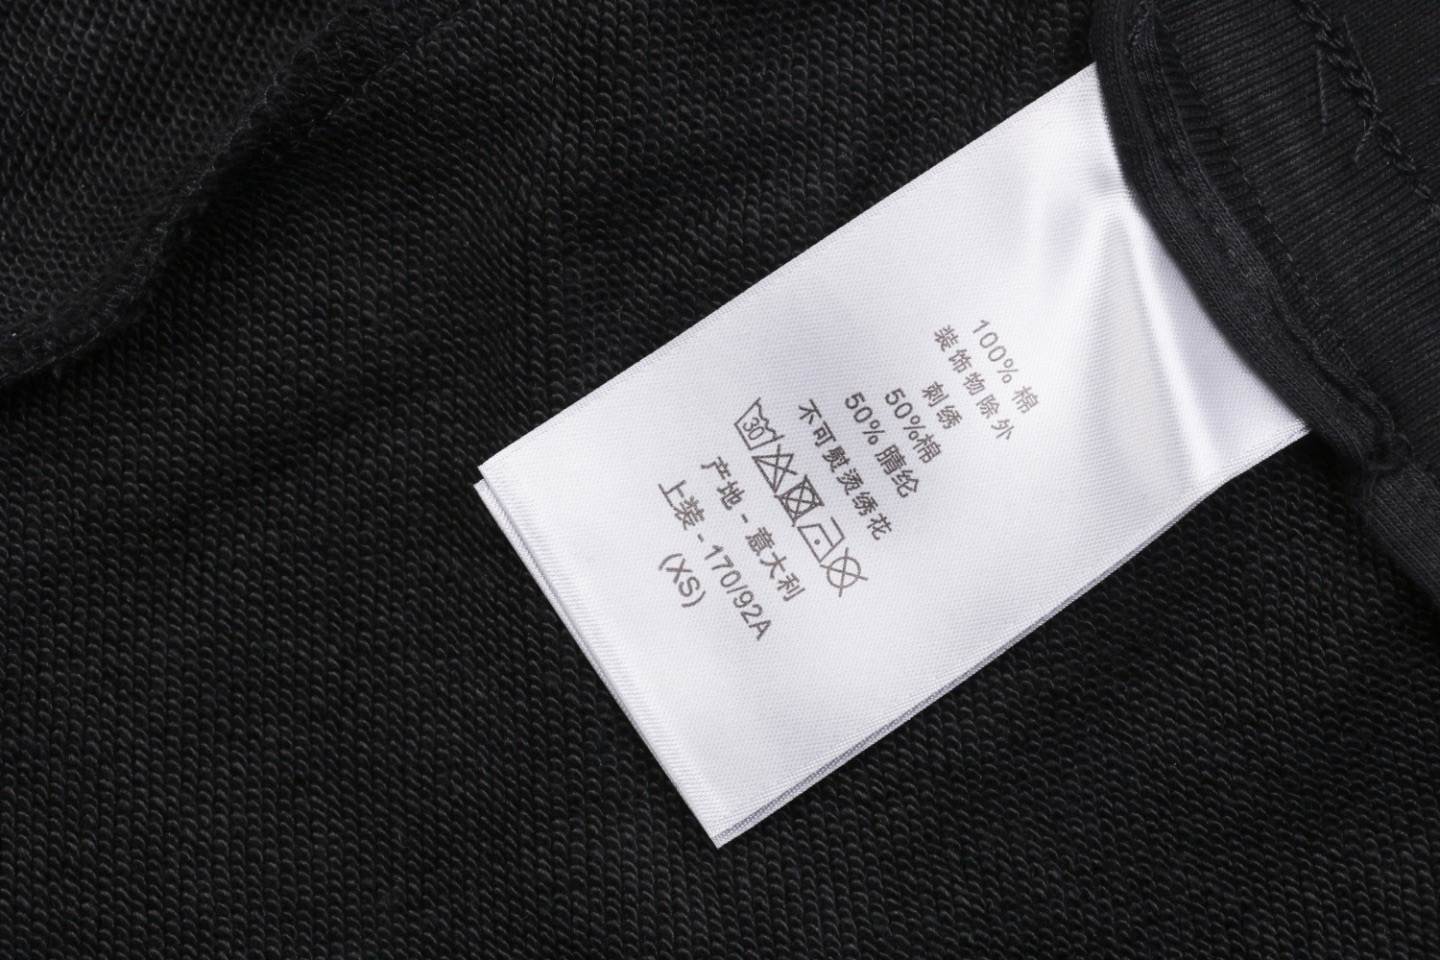 100% 棉
装饰物除外
刺绣
50%棉
50% 腈纶
不可熨烫绣花
30
产地 - 意大利
上装 - 170/92A
(XS)